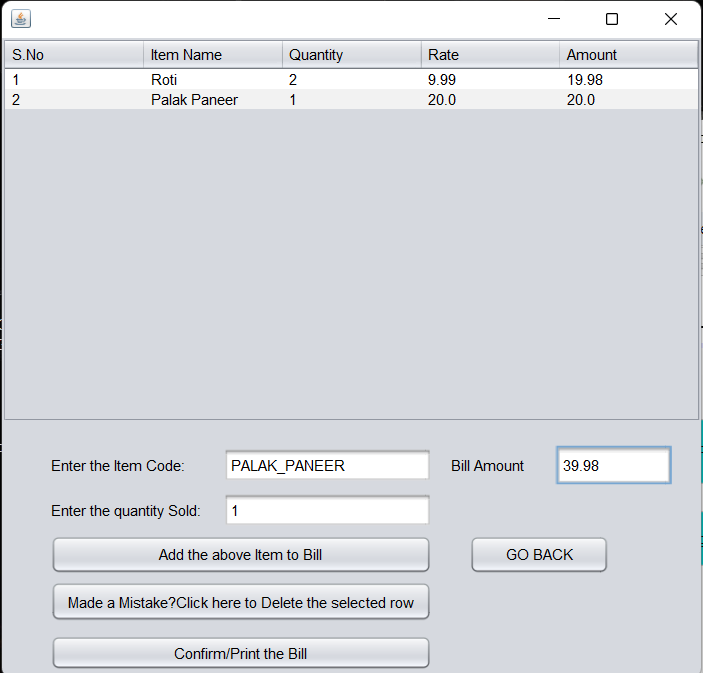 S.No Item Name Quantity Rate Amount
1 Roti 2 9.99 19.98
2 Palak Paneer 1 20.0 20.0
Enter the Item Code: PALAK_PANEER Bill Amount 39.98
Enter the quantity Sold: 1
Add the above Item to Bill GO BACK
Made a Mistake?Click here to Delete the selected row
Confirm/Print the Bill